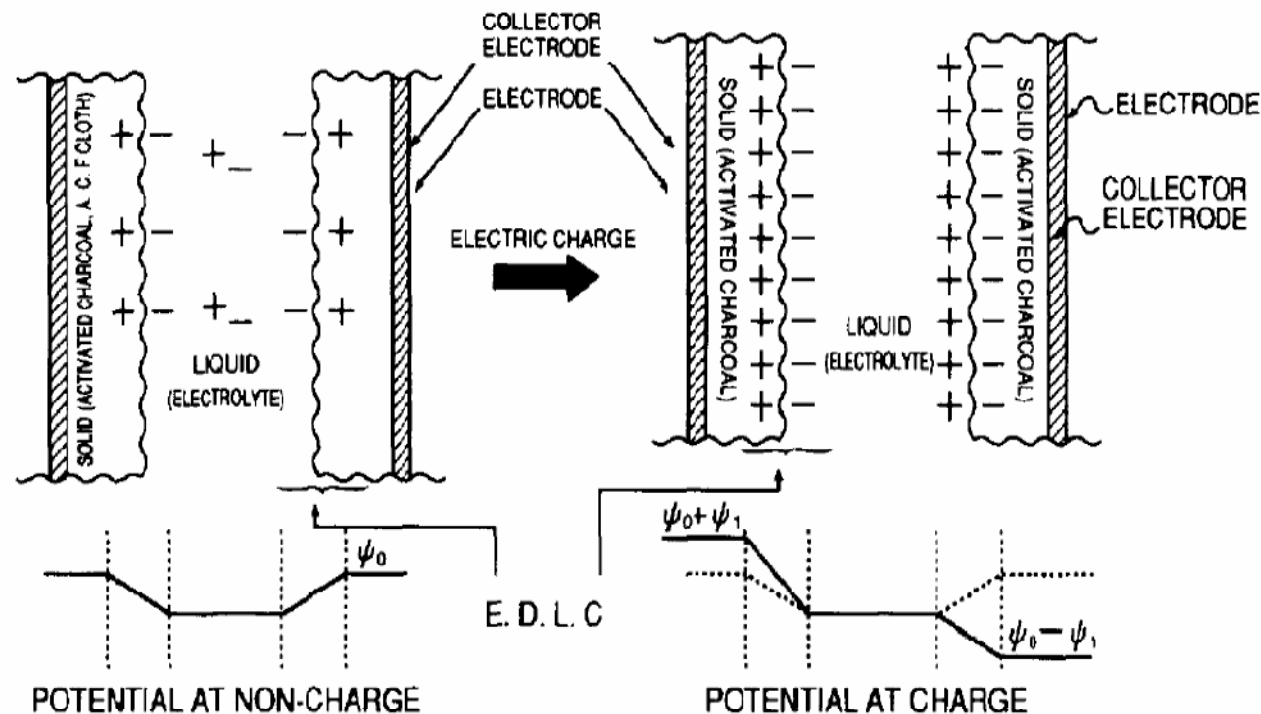 COLLECTOR
ELECTRODE
ELECTRODE
SOLID (ACTIVATED CHARCOAL, A. C. F CLOTH)
+ - + - - +
+ - - +
+ - + - - +
LIQUID
(ELECTROLYTE)
ELECTRIC CHARGE
SOLID (ACTIVATED CHARCOAL)
+ - + -
+ - + -
+ - + -
+ - + -
+ - + -
+ - + -
+ - + -
+ - + -
+ - + -
LIQUID
(ELECTROLYTE)
SOLID (ACTIVATED CHARCOAL)
ELECTRODE
COLLECTOR
ELECTRODE
ψ₀
E. D. L. C
ψ₀+ ψ₁
ψ₀ − ψ₁
POTENTIAL AT NON-CHARGE
POTENTIAL AT CHARGE